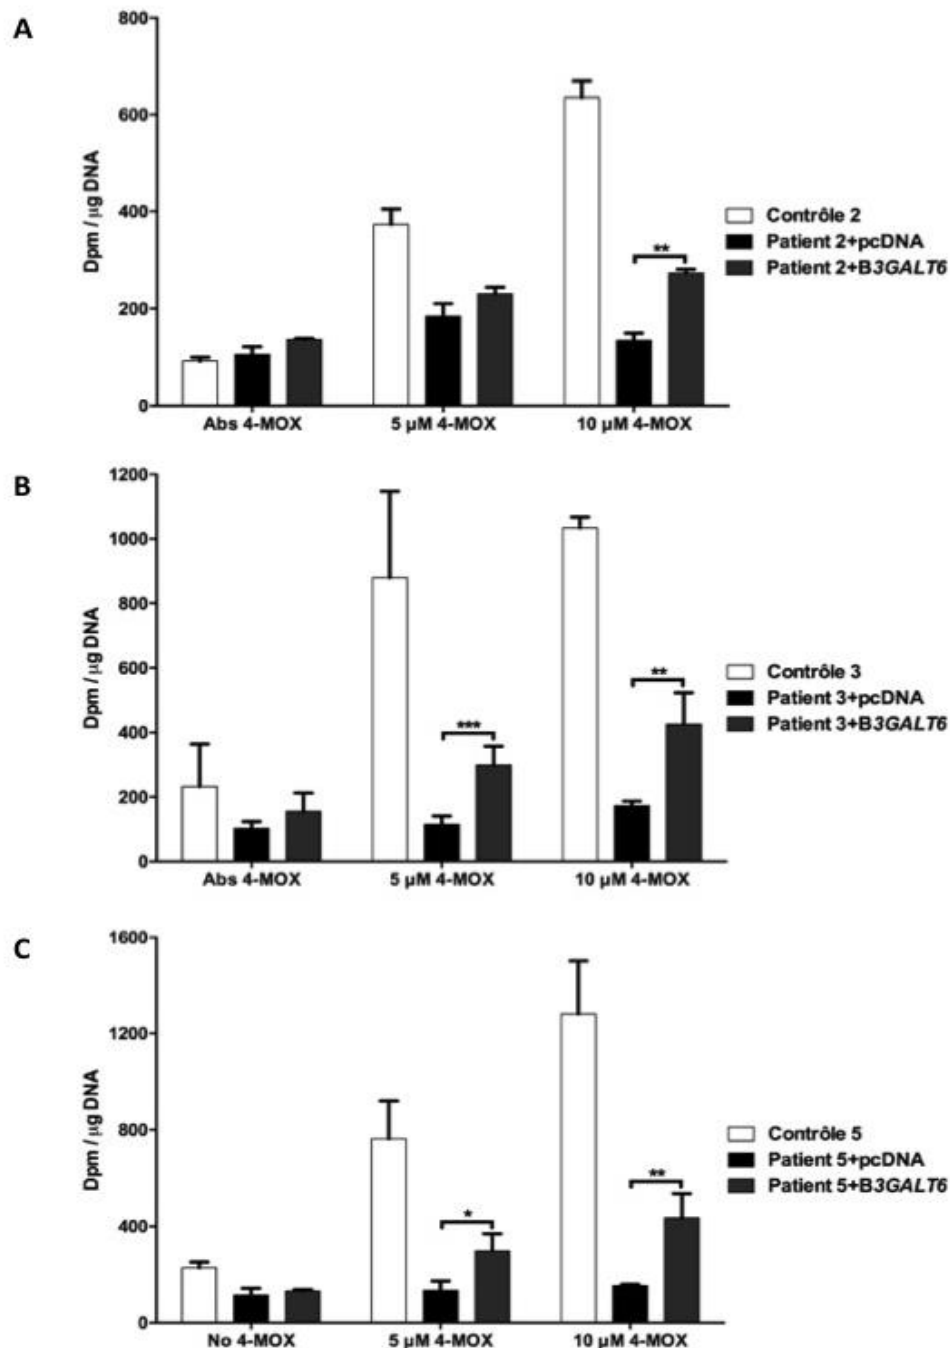 A
800
600
400
200
0
Dpm / µg DNA
**
Contrôle 2
Patient 2+pcDNA
Patient 2+B3GALT6
Abs 4-MOX 5 µM 4-MOX 10 µM 4-MOX
B
1200
1000
800
600
400
200
0
Dpm / µg DNA
***
**
Contrôle 3
Patient 3+pcDNA
Patient 3+B3GALT6
Abs 4-MOX 5 µM 4-MOX 10 µM 4-MOX
C
1600
1200
800
400
0
Dpm / µg DNA
*
**
Contrôle 5
Patient 5+pcDNA
Patient 5+B3GALT6
No 4-MOX 5 µM 4-MOX 10 µM 4-MOX